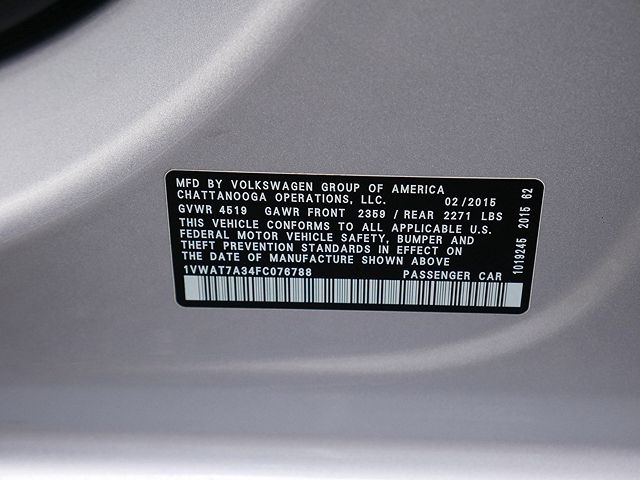 MFD BY VOLKSWAGEN GROUP OF AMERICA
CHATTANOOGA OPERATIONS, LLC. 02/2015
GVWR 4519 GAWR FRONT 2359 / REAR 2271 LBS
THIS VEHICLE CONFORMS TO ALL APPLICABLE U.S.
FEDERAL MOTOR VEHICLE SAFETY, BUMPER AND
THEFT PREVENTION STANDARDS IN EFFECT ON
THE DATE OF MANUFACTURE SHOWN ABOVE
1VWAT7A34FC076788 PASSENGER CAR
1019245 2015 62